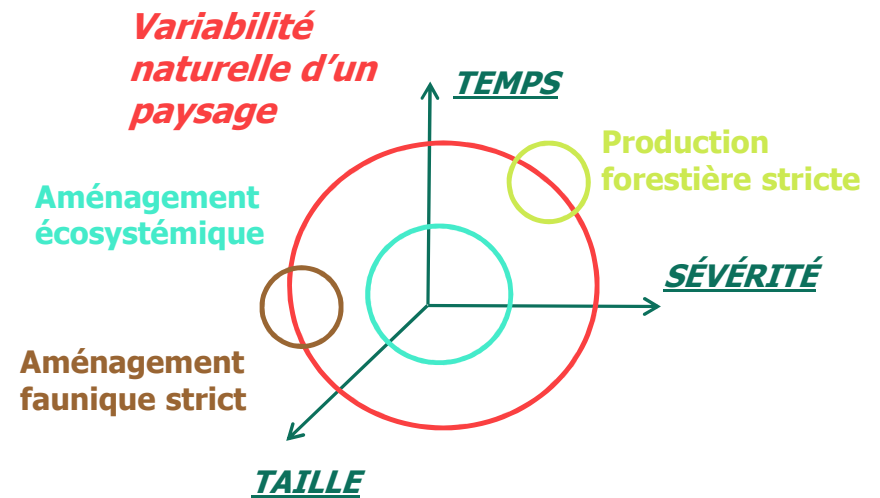 Variabilité
naturelle d’un
paysage
TEMPS
Production
forestière stricte
Aménagement
écosystémique
SÉVÉRITÉ
Aménagement
faunique strict
TAILLE